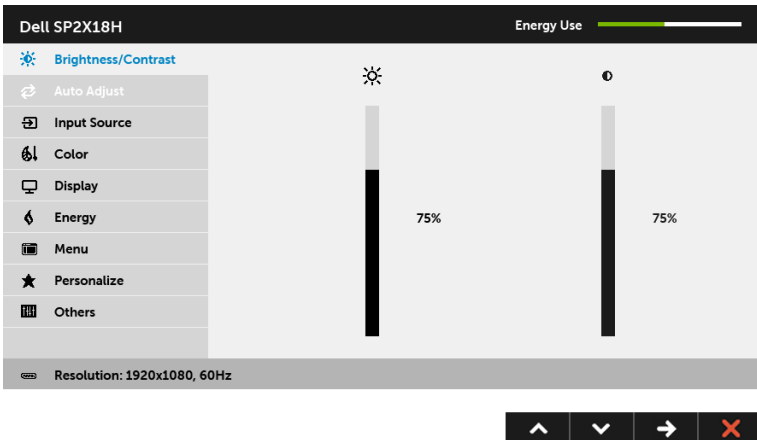 Dell SP2X18H
Energy Use
Brightness/Contrast
Auto Adjust
Input Source
Color
Display
Energy
75%
75%
Menu
Personalize
Others
Resolution: 1920x1080, 60Hz